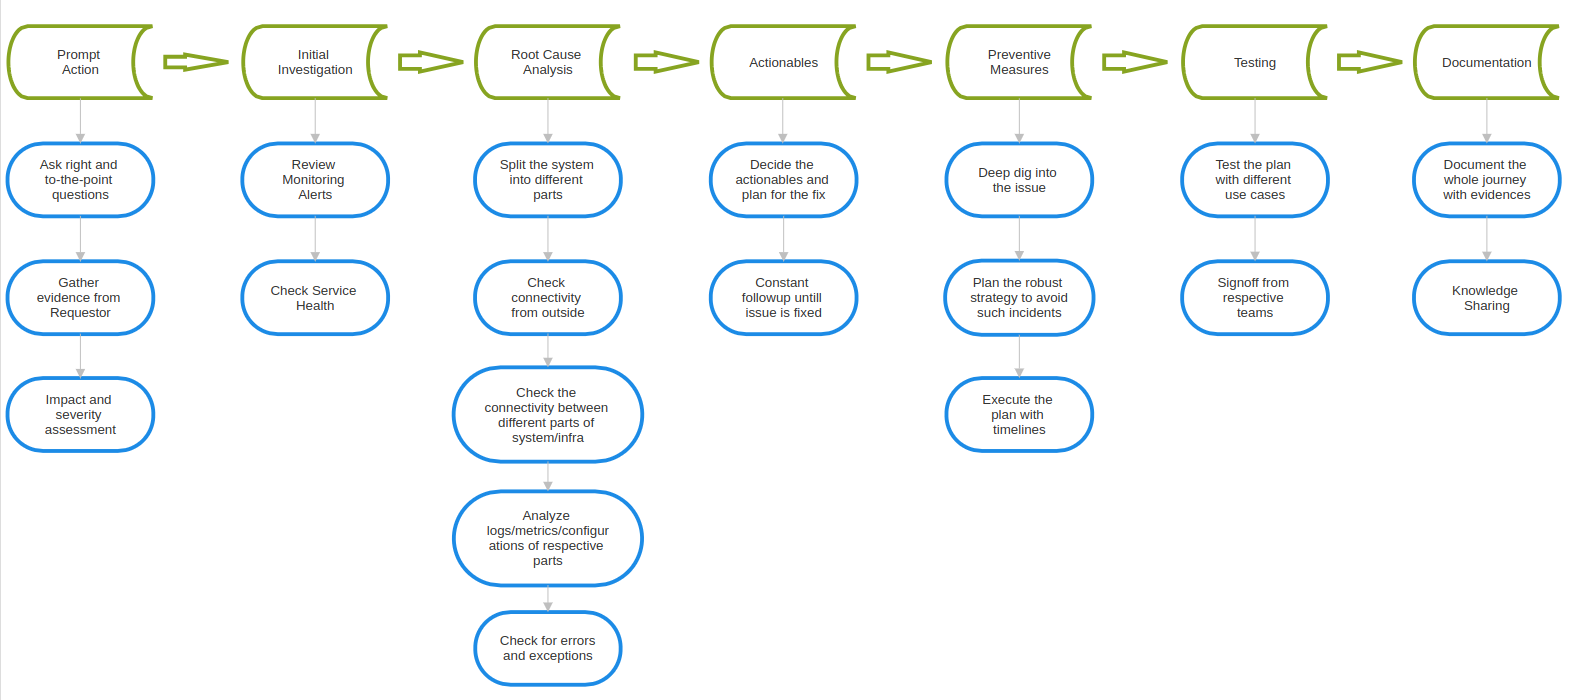 Prompt
Action
Initial
Investigation
Root Cause
Analysis
Actionables
Preventive
Measures
Testing
Documentation
Ask right and
to-the-point
questions
Gather
evidence from
Requestor
Impact and
severity
assessment
Review
Monitoring
Alerts
Check Service
Health
Split the system
into different
parts
Check
connectivity
from outside
Check the
connectivity between
different parts of
system/infra
Analyze
logs/metrics/configur
ations of respective
parts
Check for errors
and exceptions
Decide the
actionables and
plan for the fix
Constant
followup untill
issue is fixed
Deep dig into
the issue
Plan the robust
strategy to avoid
such incidents
Execute the
plan with
timelines
Test the plan
with different
use cases
Signoff from
respective
teams
Document the
whole journey
with evidences
Knowledge
Sharing